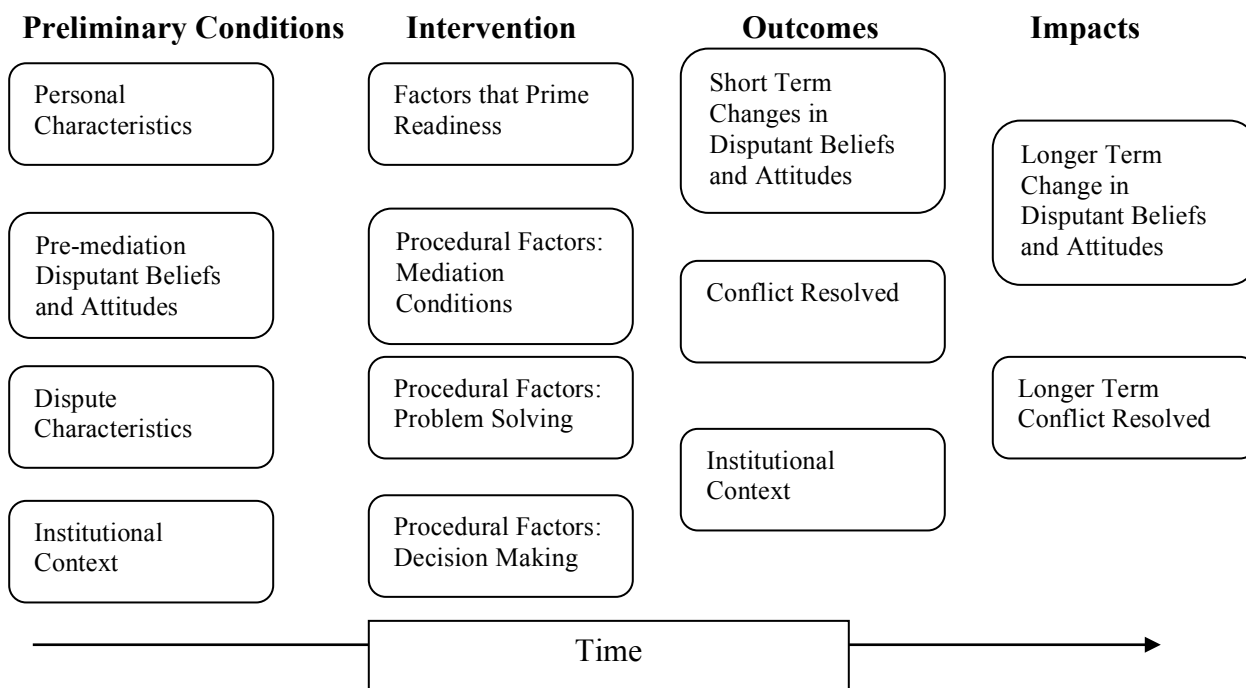 Preliminary Conditions
Personal
Characteristics
Pre-mediation
Disputant Beliefs
and Attitudes
Dispute
Characteristics
Institutional
Context
Intervention
Factors that Prime
Readiness
Procedural Factors:
Mediation
Conditions
Procedural Factors:
Problem Solving
Procedural Factors:
Decision Making
Outcomes
Short Term
Changes in
Disputant Beliefs
and Attitudes
Conflict Resolved
Institutional
Context
Impacts
Longer Term
Change in
Disputant Beliefs
and Attitudes
Longer Term
Conflict Resolved
Time